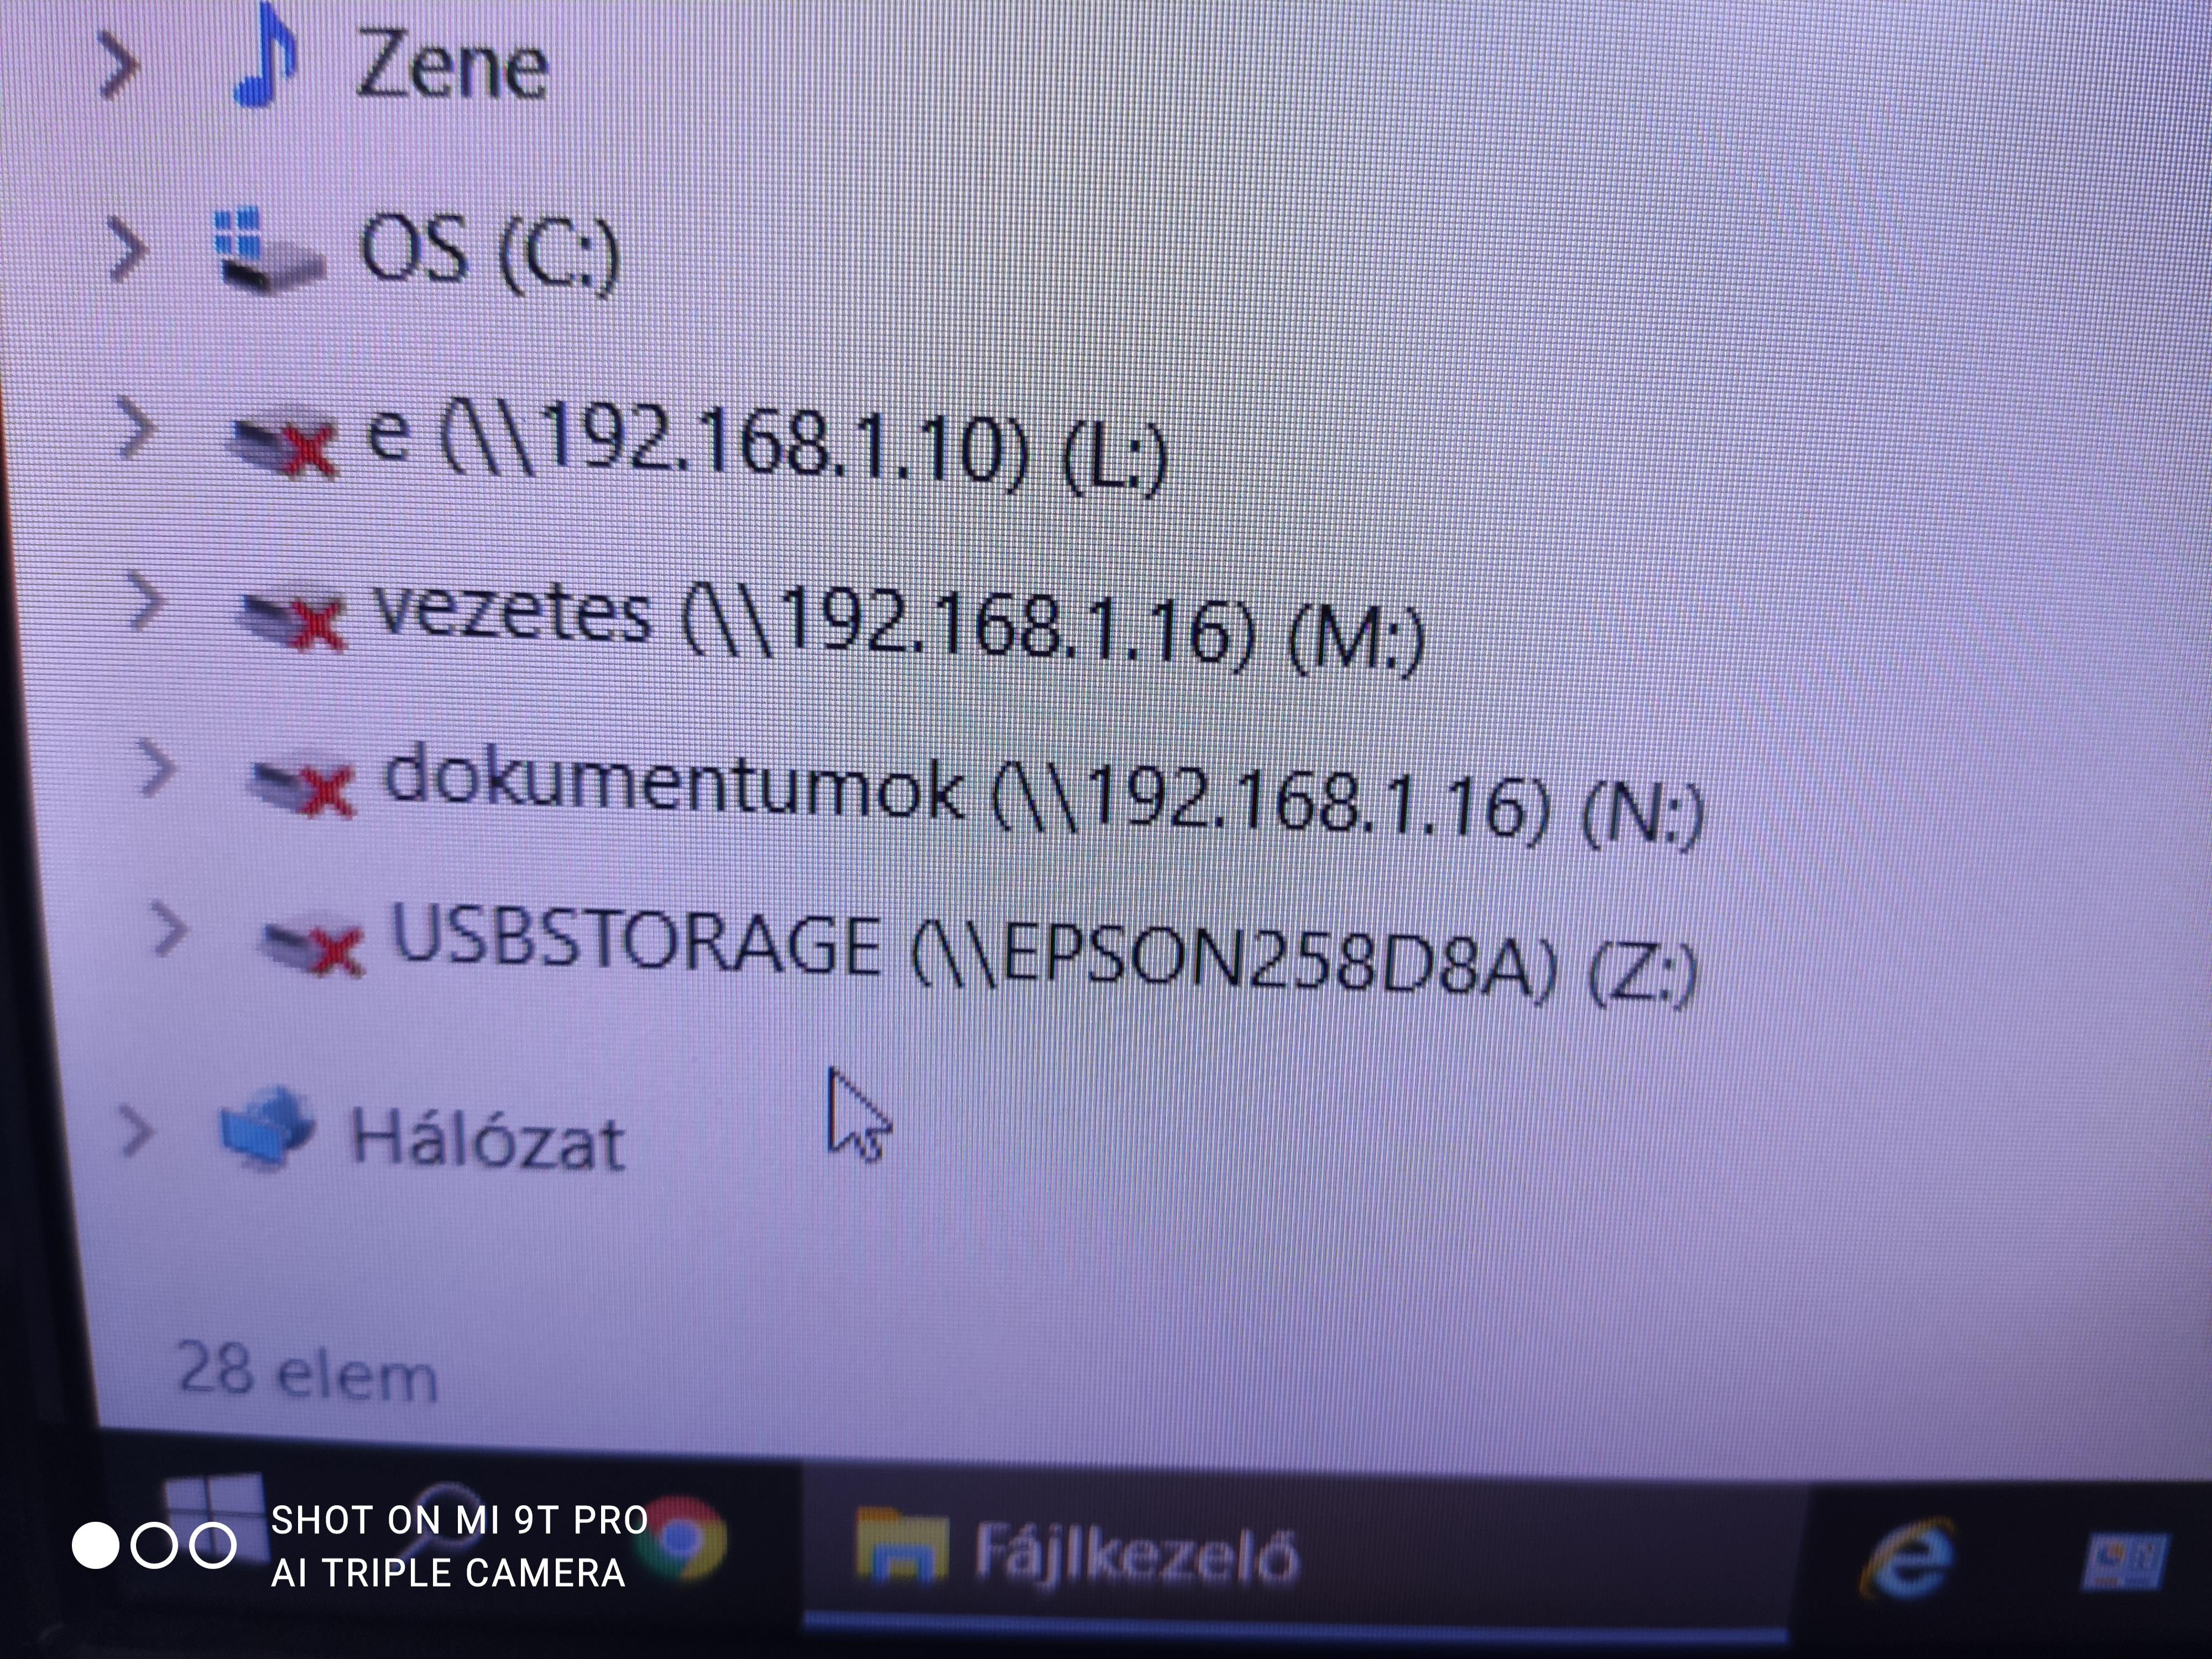 Zene
OS (C:)
e (\\192.168.1.10) (L:)
vezetes (\\192.168.1.16) (M:)
dokumentumok (\\192.168.1.16) (N:)
USBSTORAGE (\\EPSON258D8A) (Z:)
Hálózat
28 elem
Fájlkezelő
SHOT ON MI 9T PRO
AI TRIPLE CAMERA